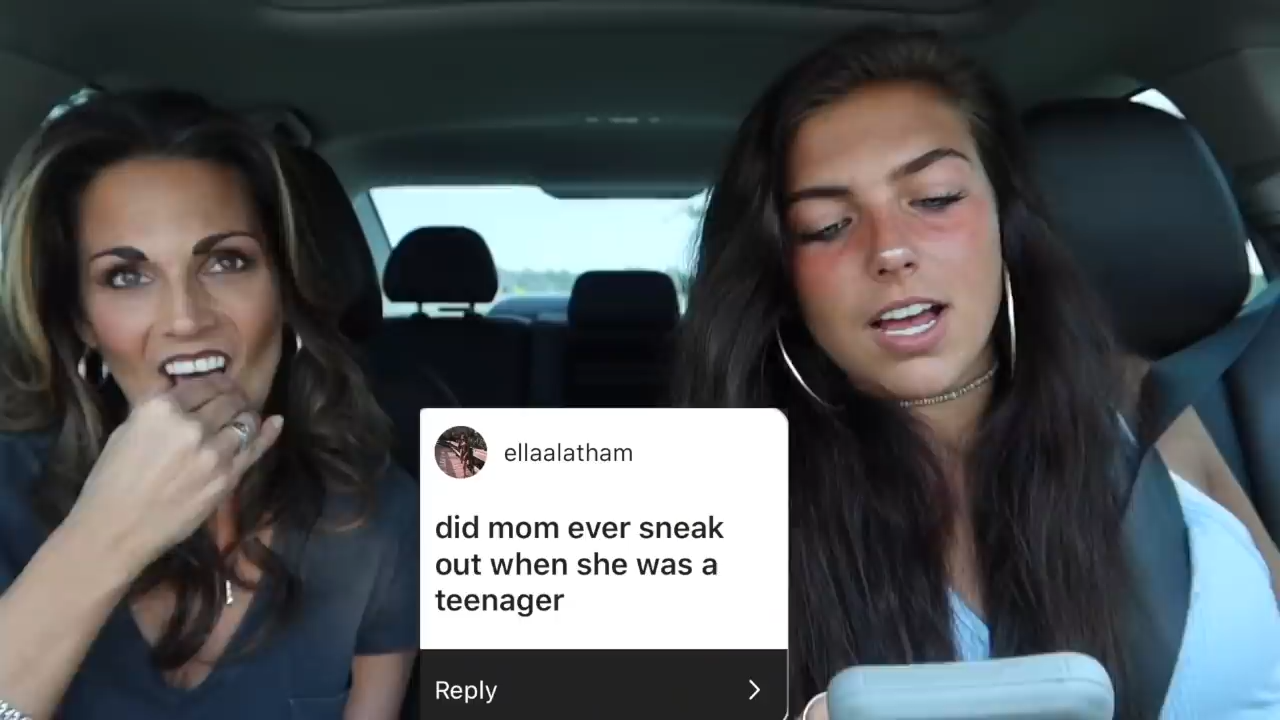 ellaalatham
did mom ever sneak
out when she was a
teenager
Reply